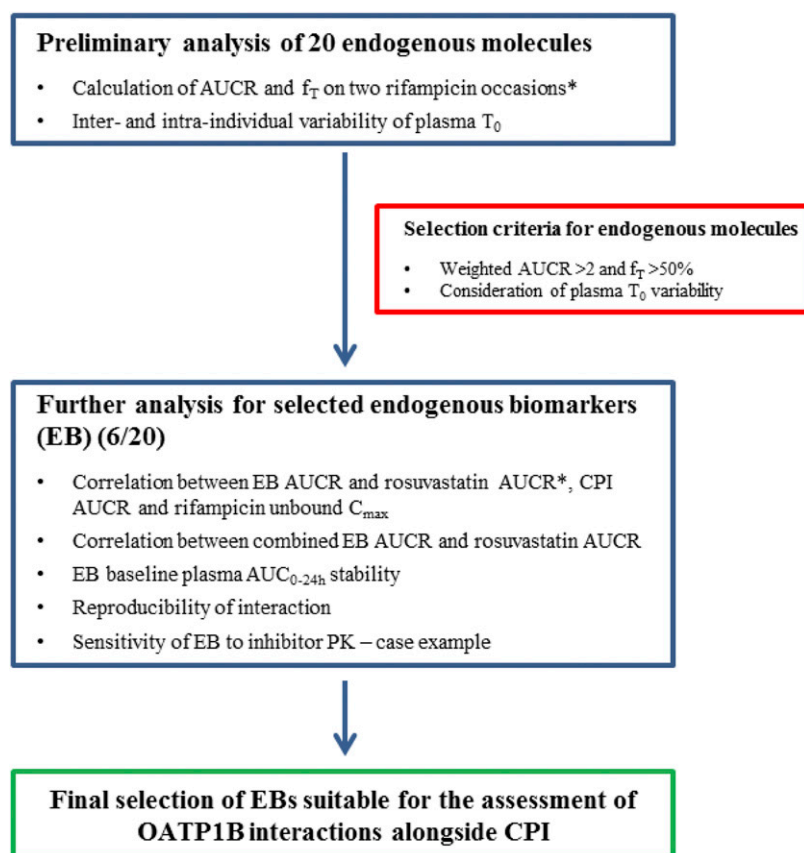 Preliminary analysis of 20 endogenous molecules
• Calculation of AUCR and fT on two rifampicin occasions*
• Inter- and intra-individual variability of plasma T0
Selection criteria for endogenous molecules
• Weighted AUCR >2 and fT >50%
• Consideration of plasma T0 variability
Further analysis for selected endogenous biomarkers
(EB) (6/20)
• Correlation between EB AUCR and rosuvastatin AUCR*, CPI
AUCR and rifampicin unbound Cmax
• Correlation between combined EB AUCR and rosuvastatin AUCR
• EB baseline plasma AUC0-24h stability
• Reproducibility of interaction
• Sensitivity of EB to inhibitor PK – case example
Final selection of EBs suitable for the assessment of
OATP1B interactions alongside CPI